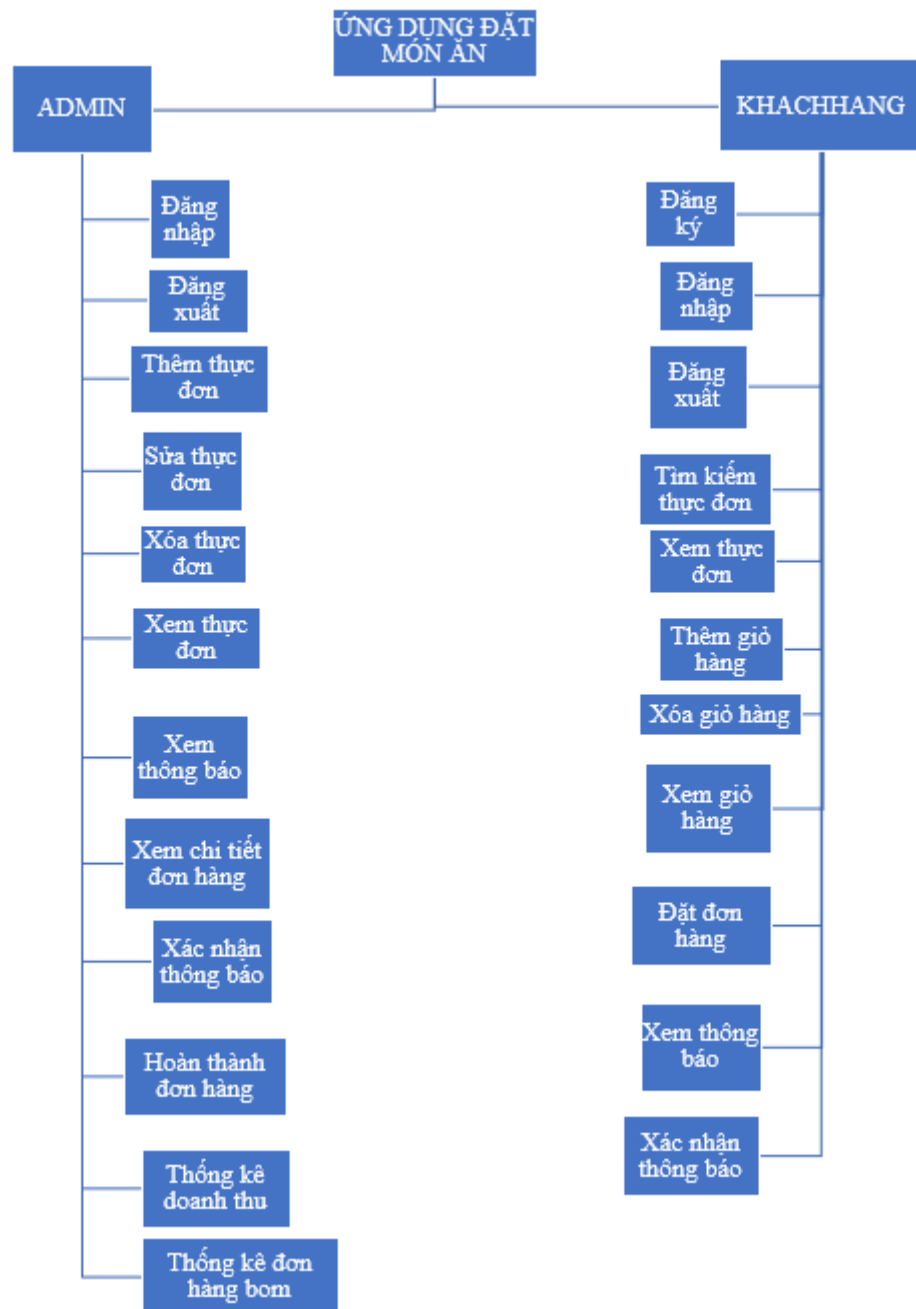 ỨNG DỤNG ĐẶT
MÓN ĂN
ADMIN
KHACHHANG
Đăng
nhập
Đăng
xuất
Thêm thực
đơn
Sửa thực
đơn
Xóa thực
đơn
Xem thực
đơn
Xem
thông báo
Xem chi tiết
đơn hàng
Xác nhận
thông báo
Hoàn thành
đơn hàng
Thống kê
doanh thu
Thống kê đơn
hàng bom
Đăng
ký
Đăng
nhập
Đăng
xuất
Tìm kiếm
thực đơn
Xem thực
đơn
Thêm giỏ
hàng
Xóa giỏ hàng
Xem giỏ
hàng
Đặt đơn
hàng
Xem thông
báo
Xác nhận
thông báo